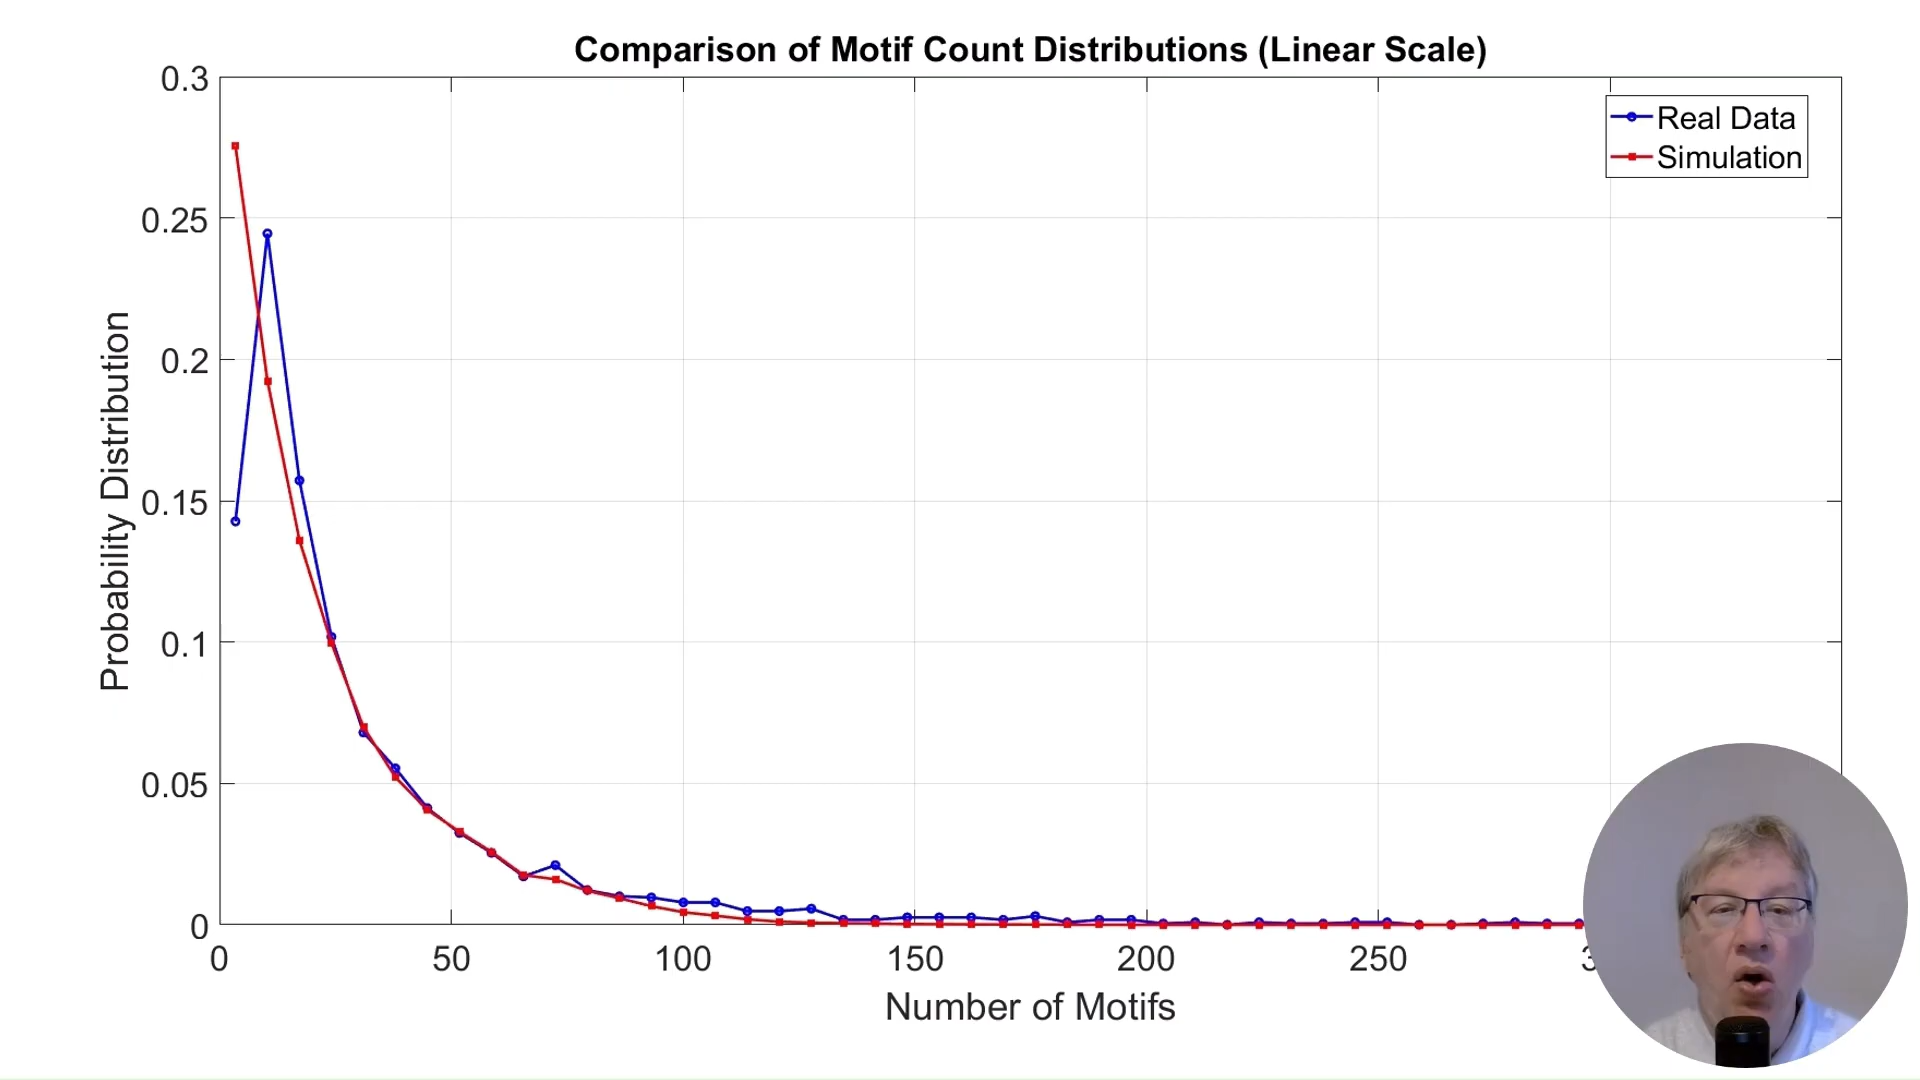 Comparison of Motif Count Distributions (Linear Scale)
Real Data
Simulation
Probability Distribution
0.3
0.25
0.2
0.15
0.1
0.05
0
0 50 100 150 200 250
Number of Motifs